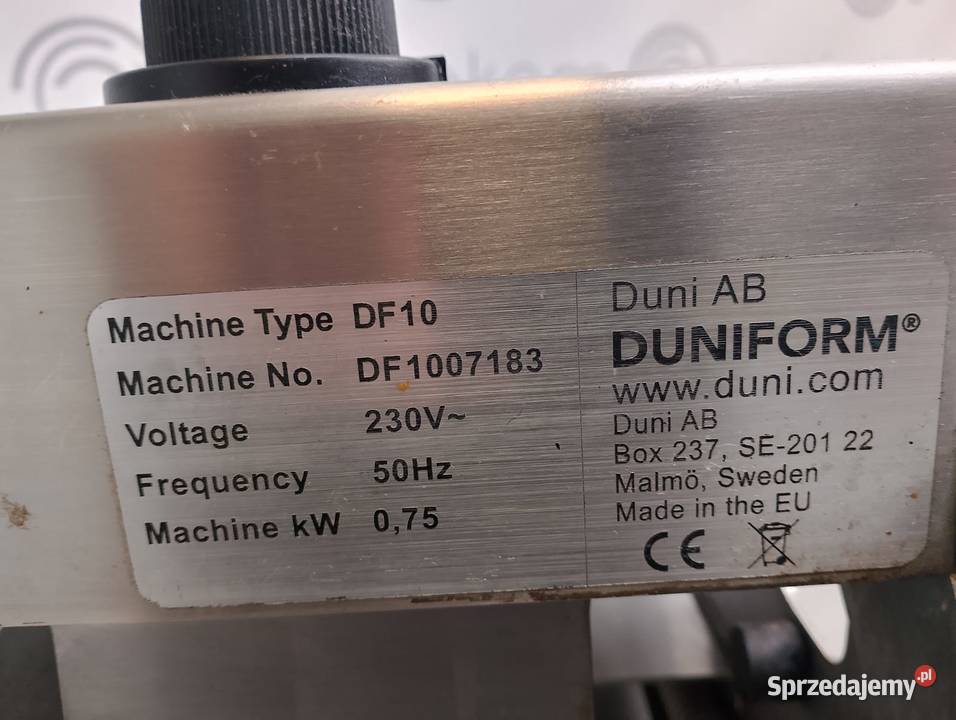 Machine Type DF10
Machine No. DF1007183
Voltage 230V~
Frequency 50Hz
Machine kW 0,75
Duni AB
DUNIFORM®
www.duni.com
Duni AB
Box 237, SE-201 22
Malmö, Sweden
Made in the EU
CE
Sprzedajemy.pl